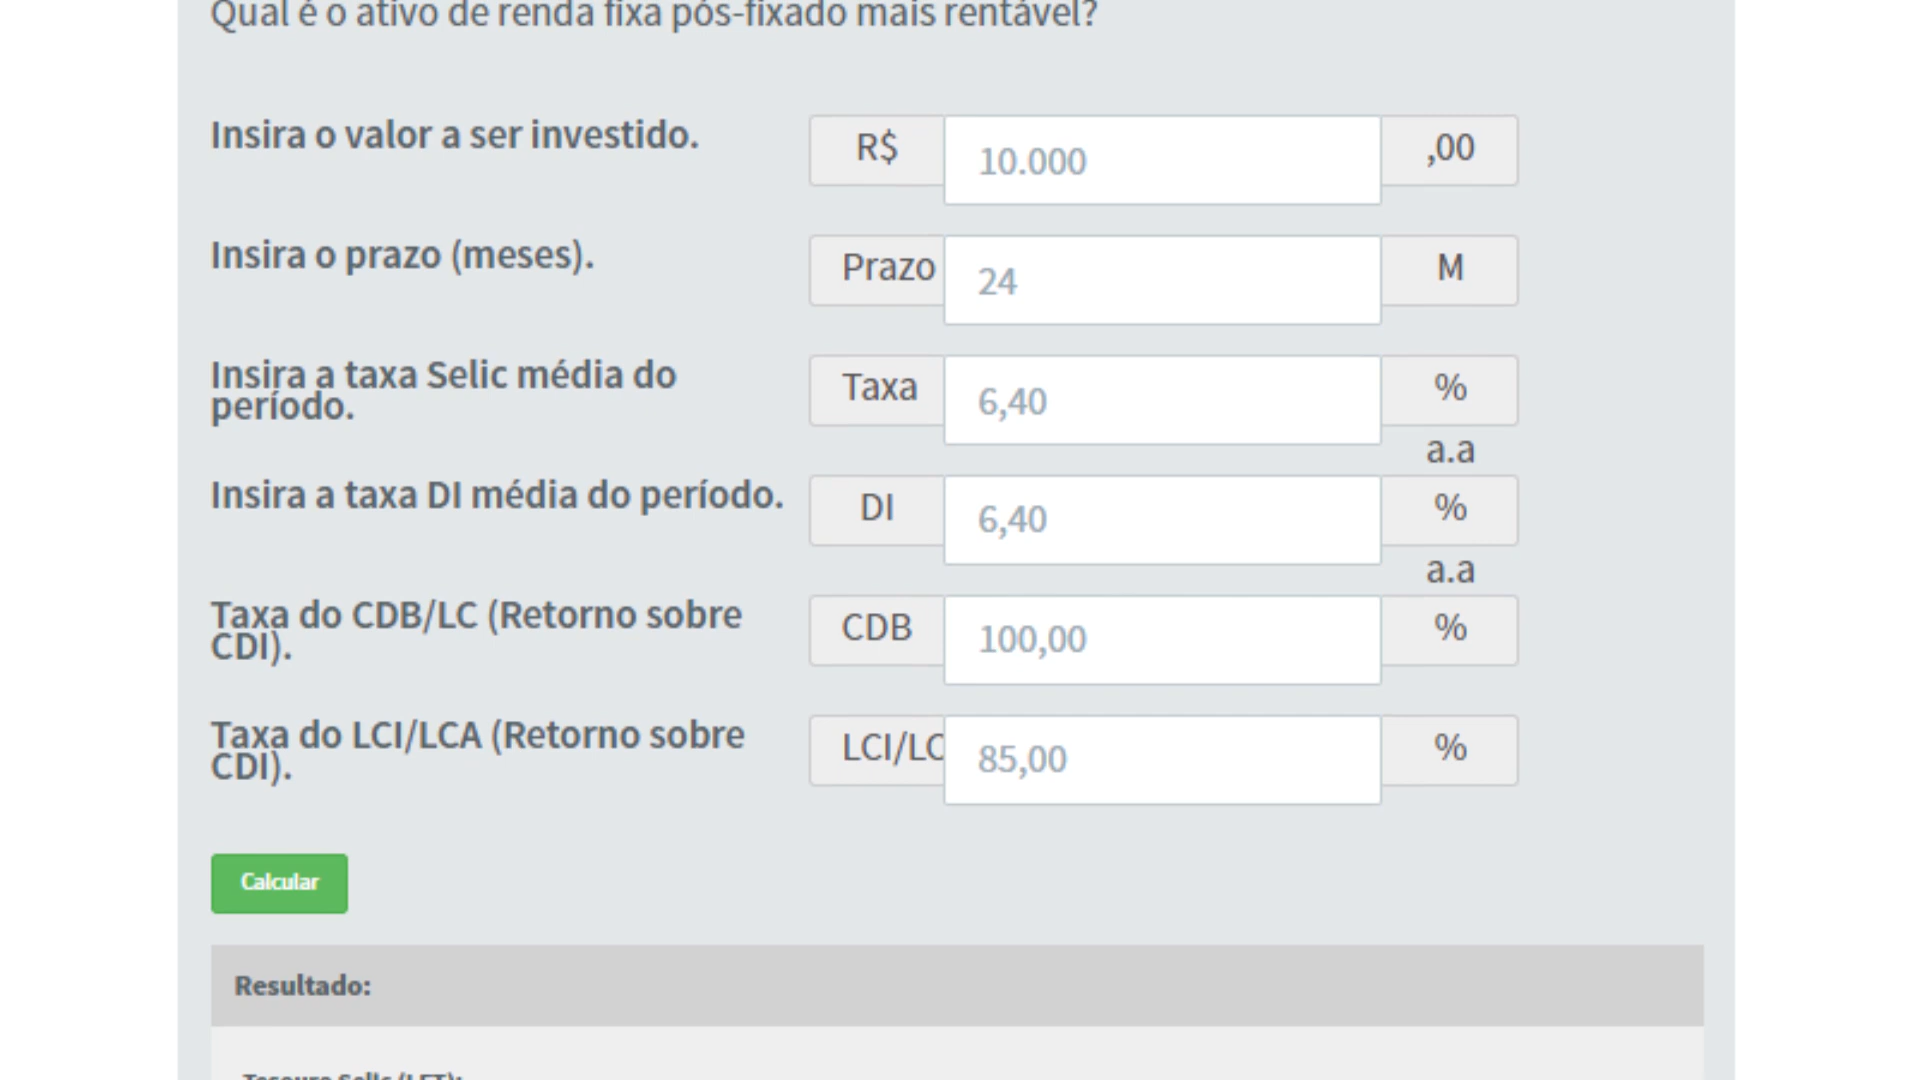 Qual é o ativo de renda fixa pós-fixado mais rentável?
Insira o valor a ser investido.
R$ 10.000 ,00
Insira o prazo (meses).
Prazo 24 M
Insira a taxa Selic média do
período.
Taxa 6,40 %
a.a
Insira a taxa DI média do período.
DI 6,40 %
a.a
Taxa do CDB/LC (Retorno sobre
CDI).
CDB 100,00 %
Taxa do LCI/LCA (Retorno sobre
CDI).
LCI/LC 85,00 %
Calcular
Resultado:
Tesouro Selic (LFT):